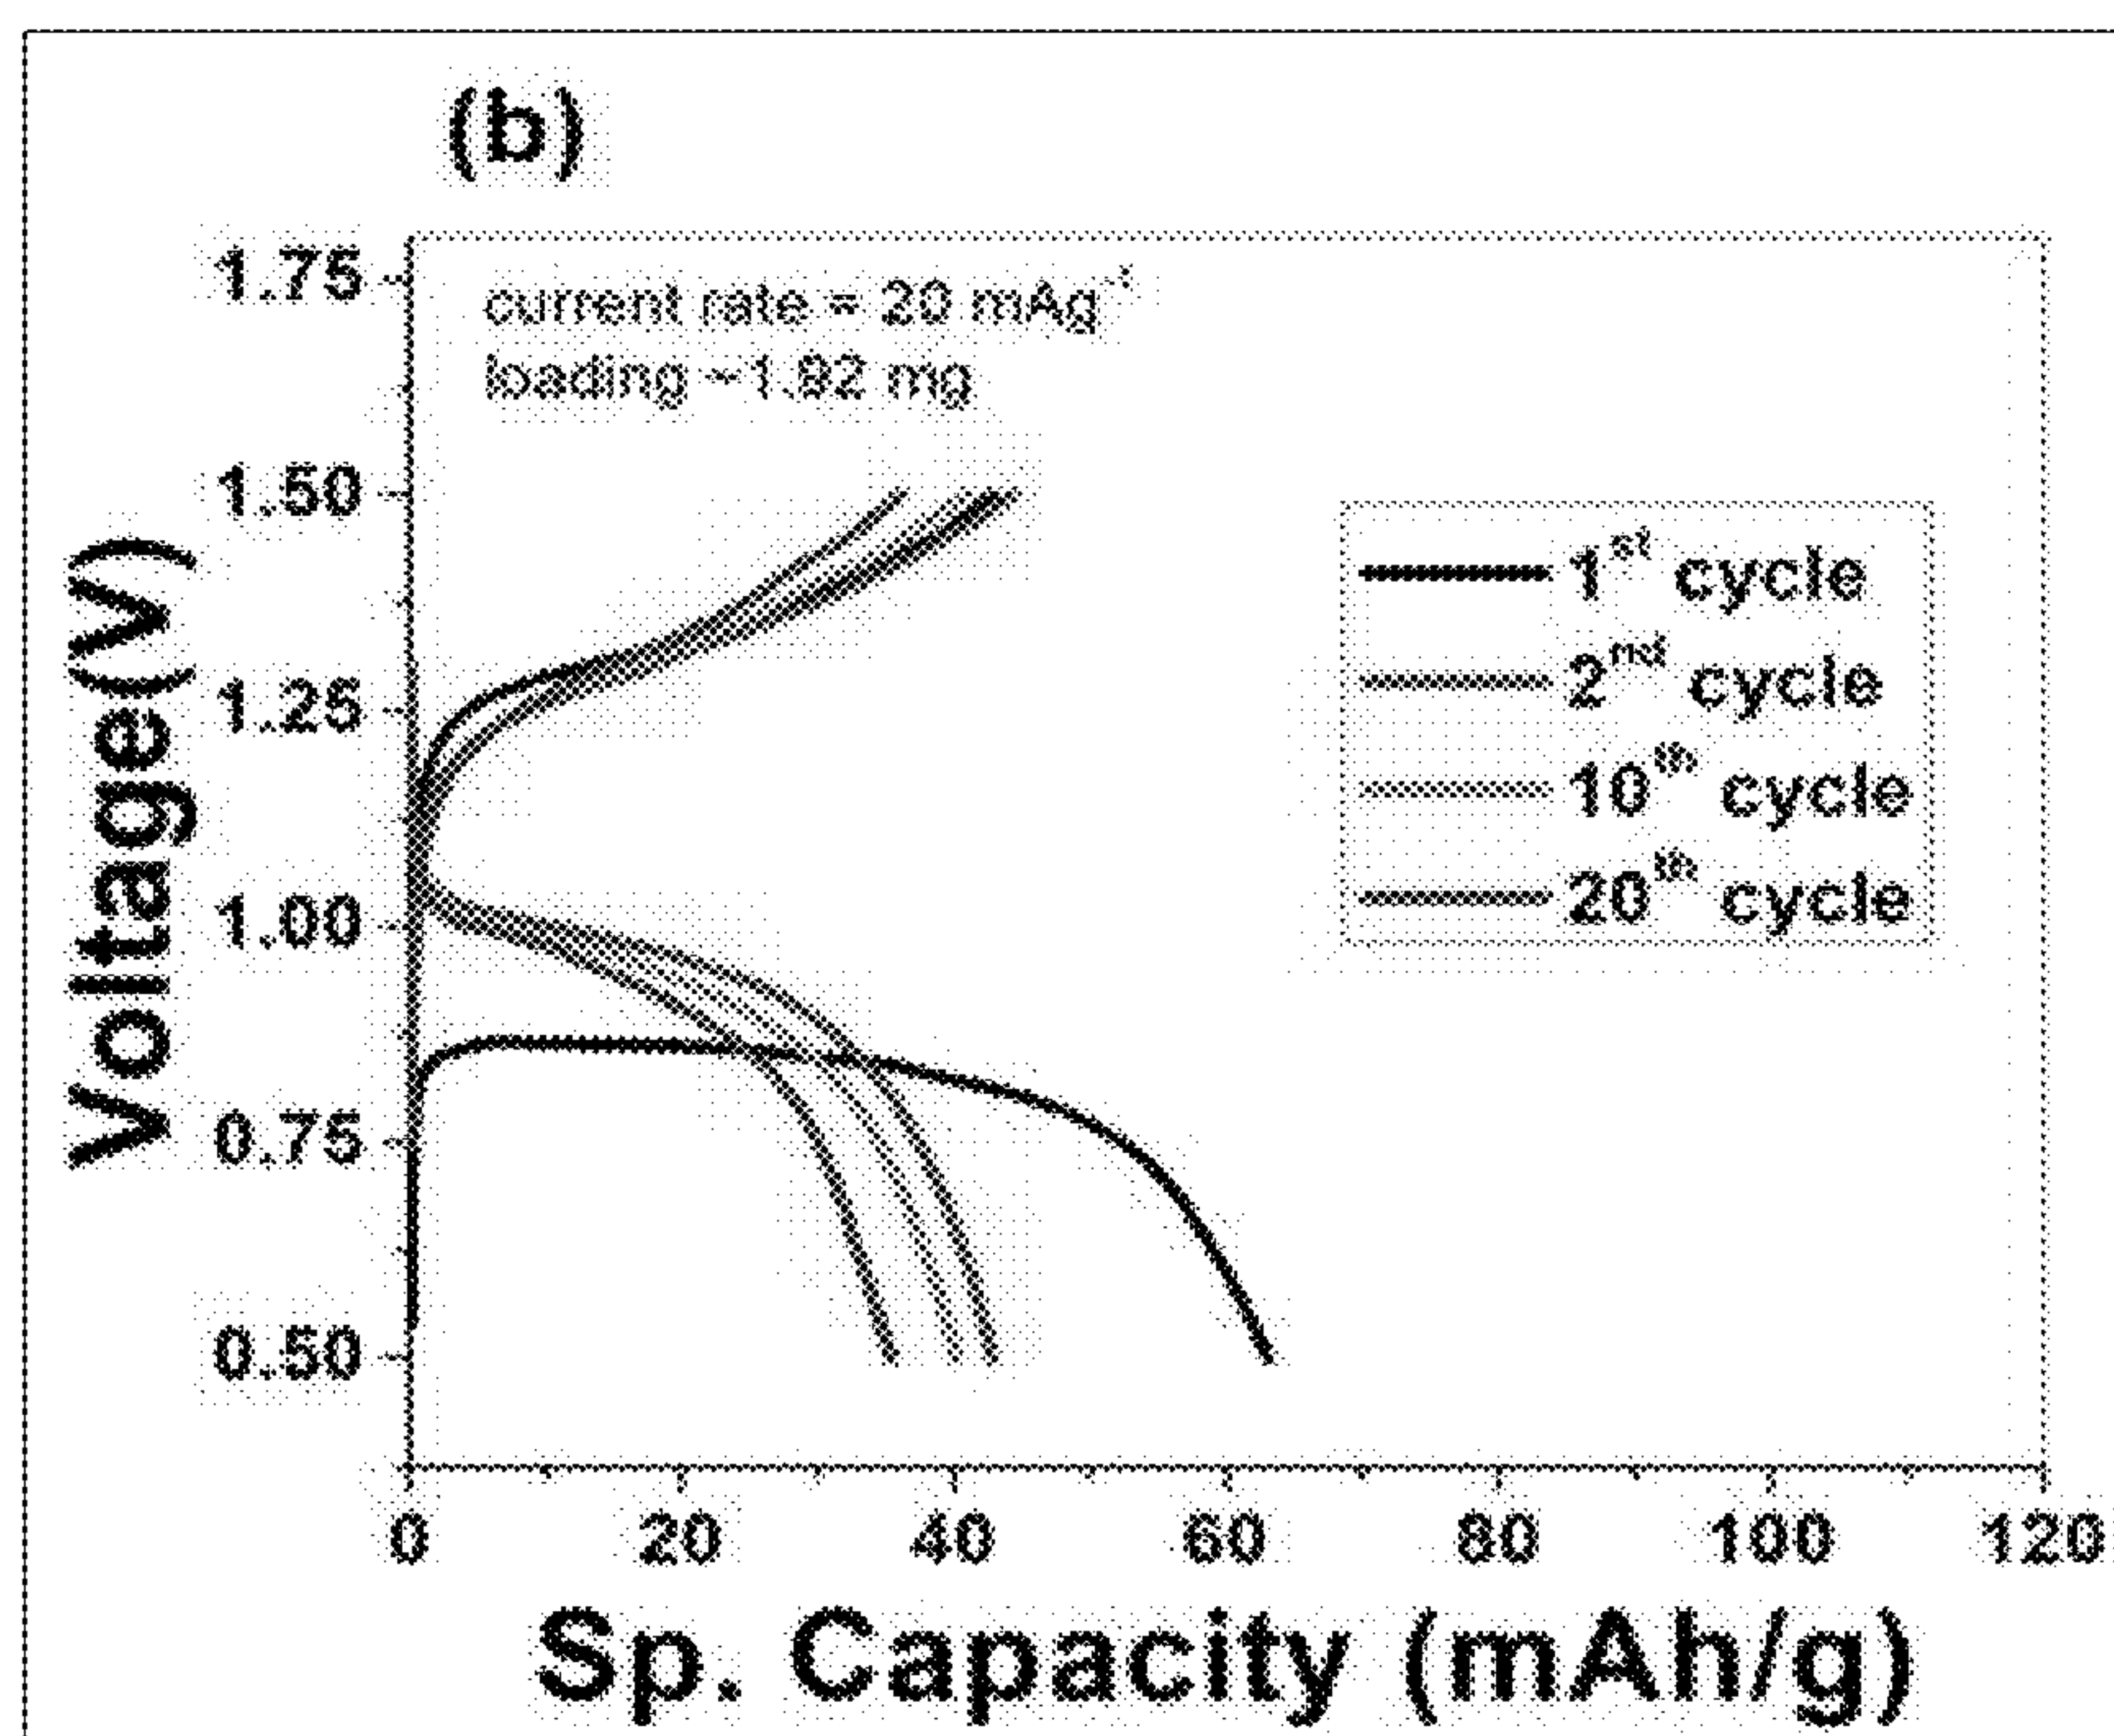 (b)
1.75
1.50
1.25
1.00
0.75
0.50
Voltage(V)
current rate = 20 mAg⁻¹
loading ~1.92 mg
1st cycle
2nd cycle
10th cycle
20th cycle
0 20 40 60 80 100 120
Sp. Capacity (mAh/g)